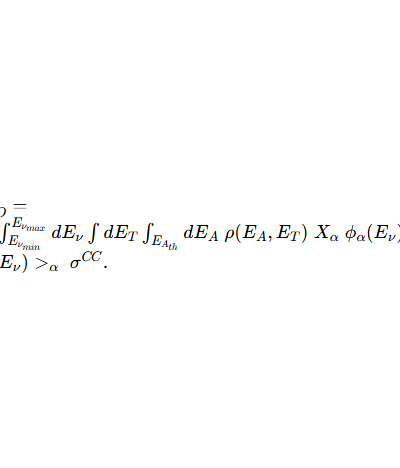 =
∫_{E_{ν_{min}}}^{E_{ν_{max}}} dE_ν ∫ dE_T ∫_{E_{A_{th}}} dE_A ρ(E_A, E_T) X_α ϕ_α(E_ν)
E_ν) >_α σ^{CC}.